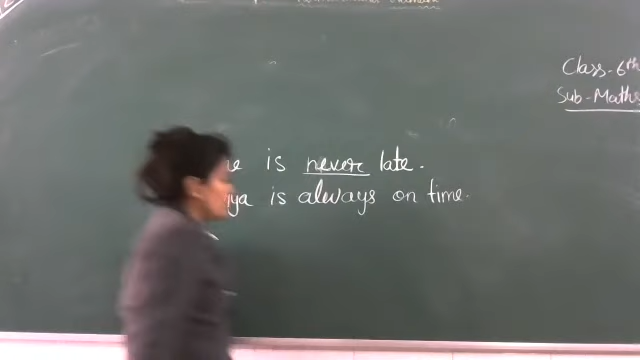 Class-6th
Sub-Maths
is never late.
is always on time.